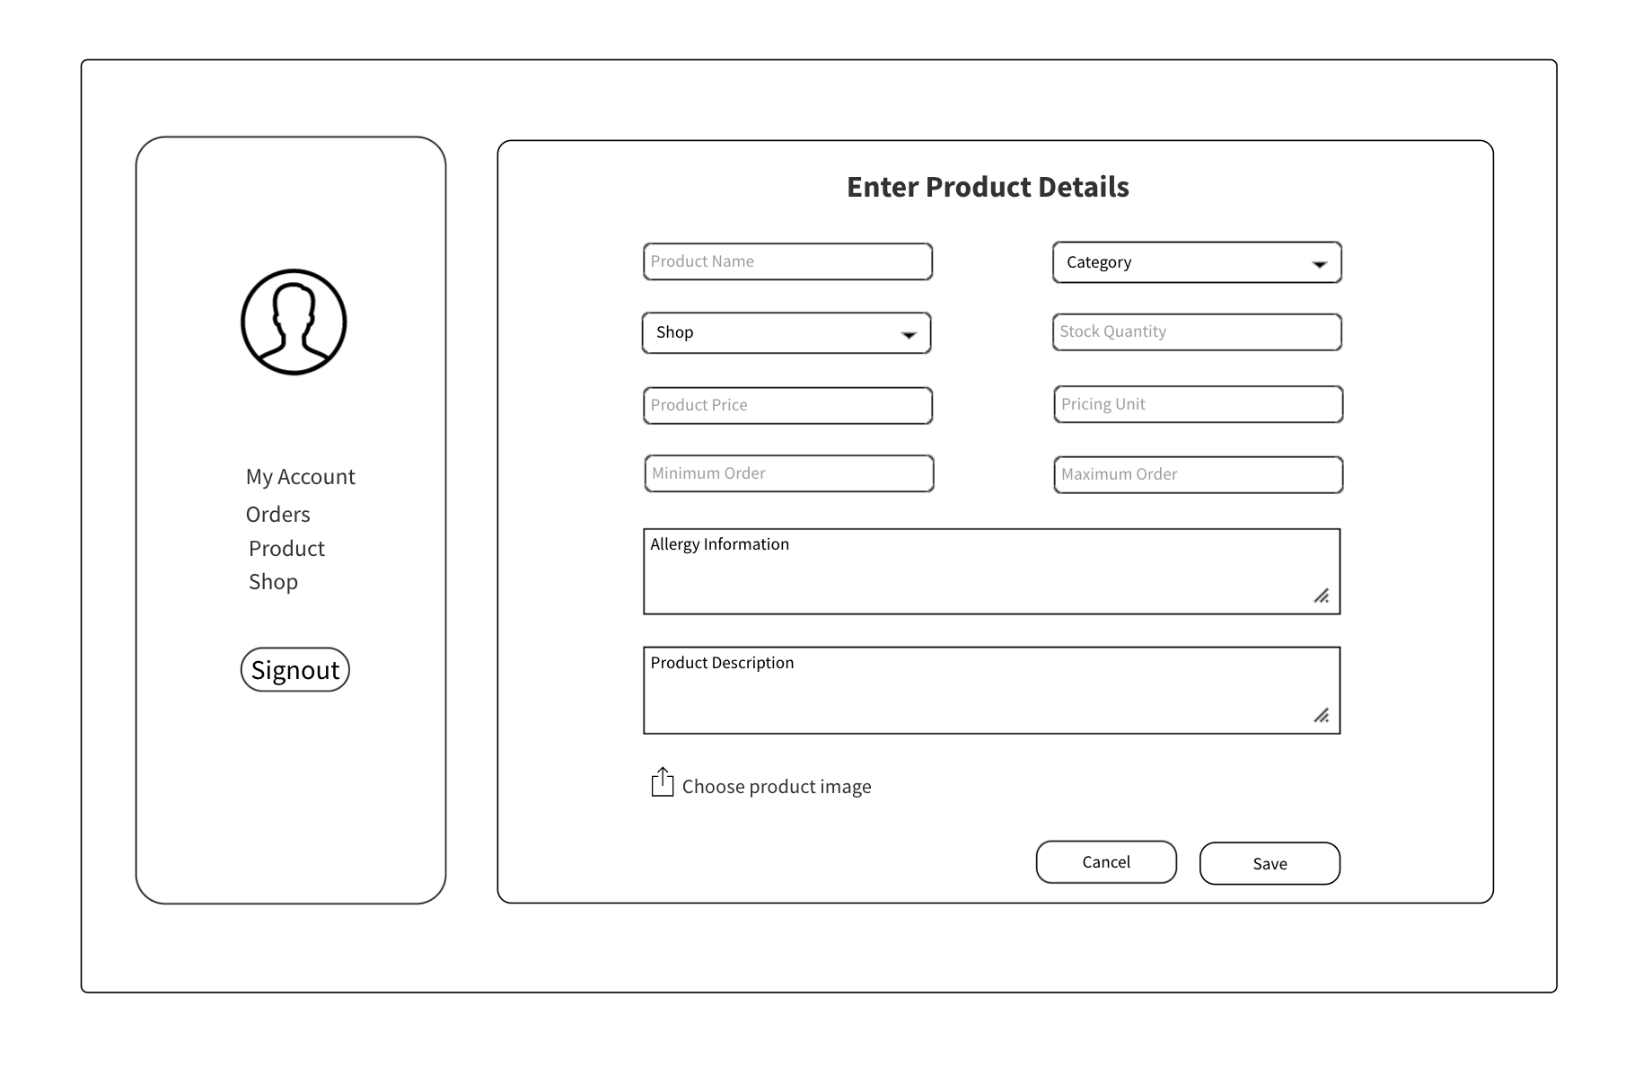 My Account
Orders
Product
Shop
Signout
Enter Product Details
Product Name
Category
Shop
Stock Quantity
Product Price
Pricing Unit
Minimum Order
Maximum Order
Allergy Information
Product Description
Choose product image
Cancel
Save